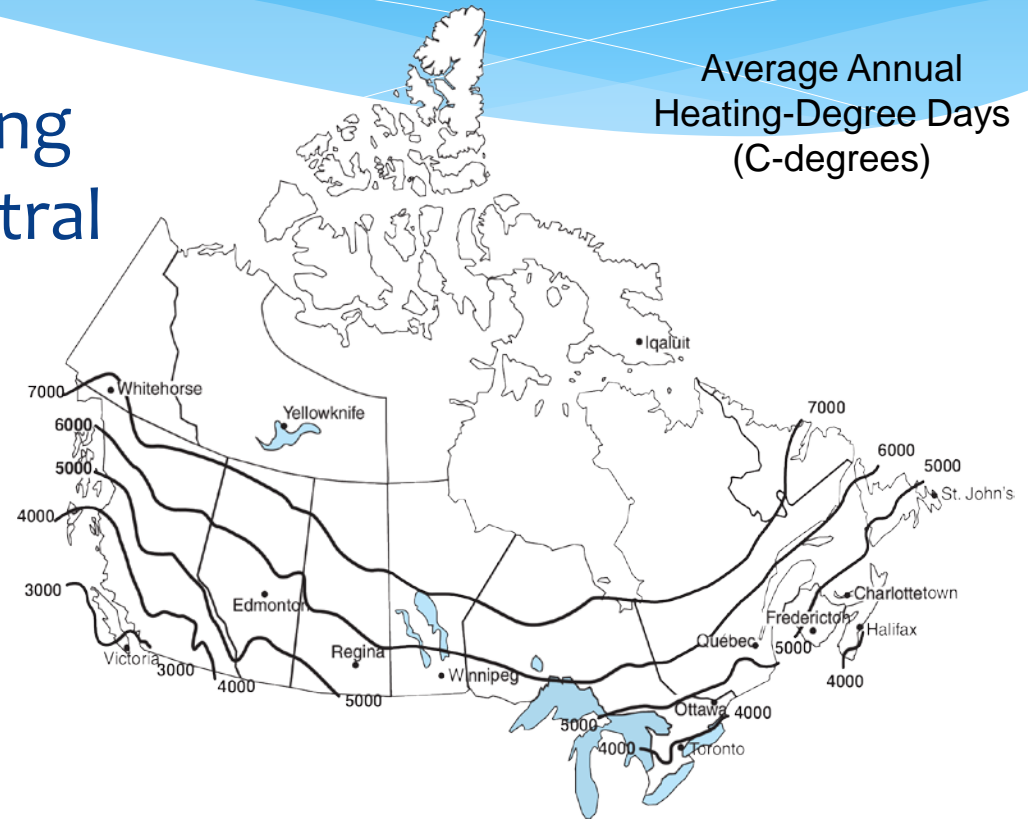 ng
tral
Average Annual
Heating-Degree Days
(C-degrees)
Iqaluit
7000
Whitehorse
Yellowknife
7000
6000
6000
5000
5000
St. John's
4000
3000
Edmonton
Charlottetown
Fredericton
Halifax
Québec
5000
Regina
Victoria
3000
Winnipeg
4000
4000
5000
Ottawa
4000
5000
4000
Toronto